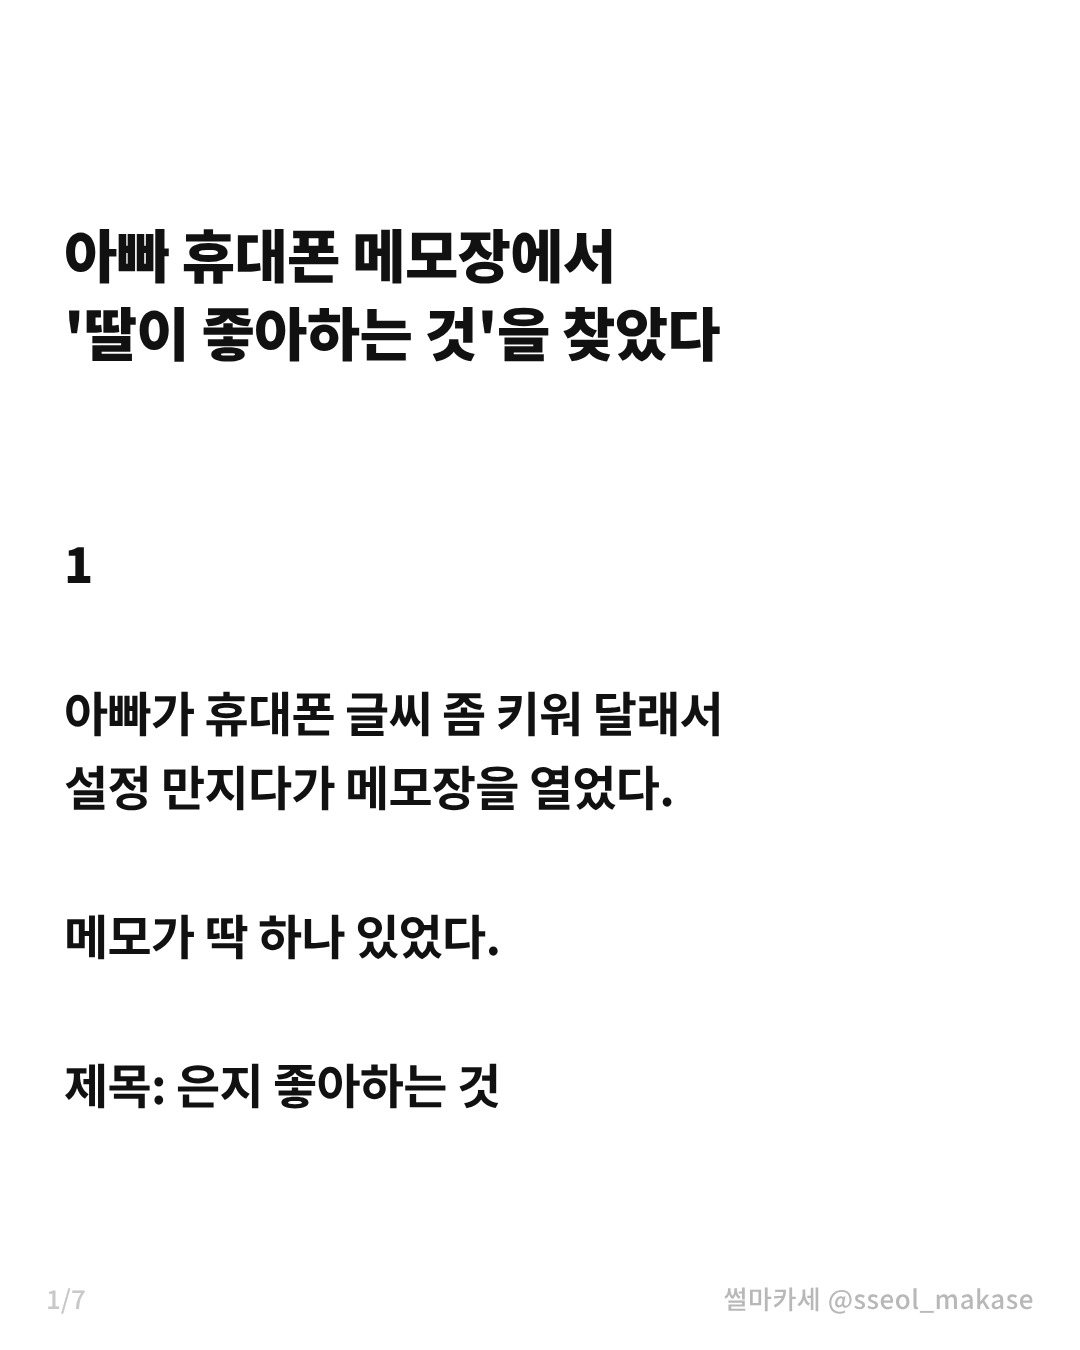 아빠 휴대폰 메모장에서
'딸이 좋아하는 것'을 찾았다
1
아빠가 휴대폰 글씨 좀 키워 달래서
설정 만지다가 메모장을 열었다.
메모가 딱 하나 있었다.
제목: 은지 좋아하는 것
1/7
썰마카세 @sseol_makase